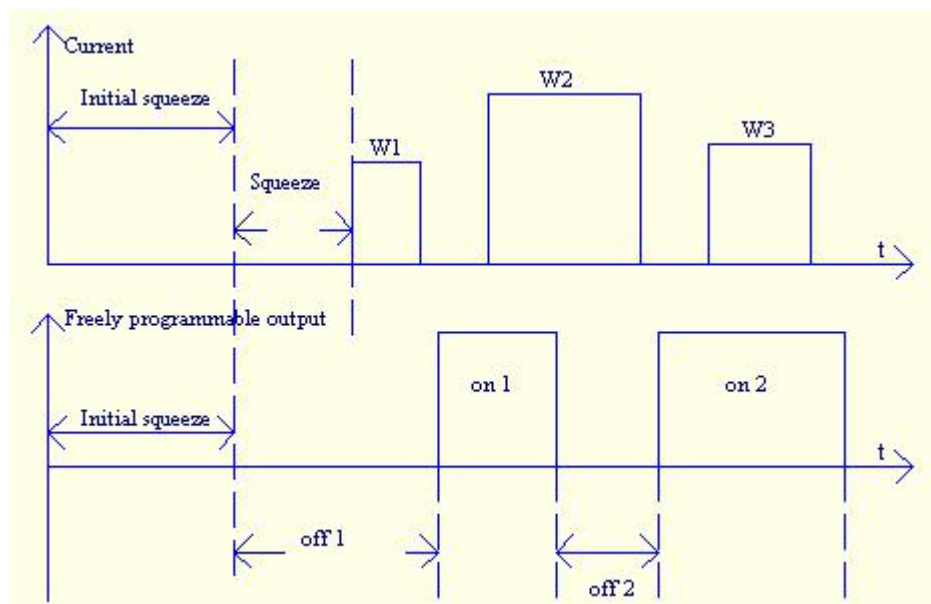 Current
Initial squeeze
W2
W3
W1
Squeeze
t
Freely programmable output
on 1
on 2
Initial squeeze
t
off 1
off 2